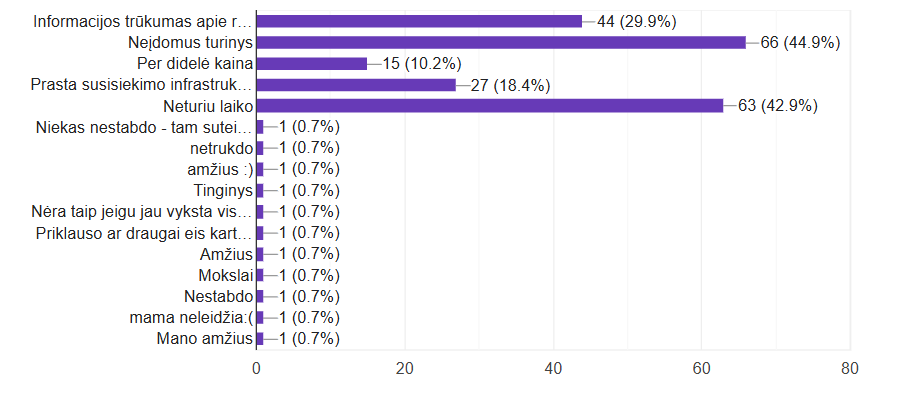 Informacijos trūkumas apie r… 44 (29.9%)
Neįdomus turinys 66 (44.9%)
Per didelė kaina 15 (10.2%)
Prasta susisiekimo infrastruk… 27 (18.4%)
Neturiu laiko 63 (42.9%)
Niekas nestabdo - tam sutei… 1 (0.7%)
netrukdo 1 (0.7%)
amžius :) 1 (0.7%)
Tinginys 1 (0.7%)
Nėra taip jeigu jau vyksta vis… 1 (0.7%)
Priklauso ar draugai eis kart… 1 (0.7%)
Amžius 1 (0.7%)
Mokslai 1 (0.7%)
Nestabdo 1 (0.7%)
mama neleidžia:( 1 (0.7%)
Mano amžius 1 (0.7%)
0 20 40 60 80